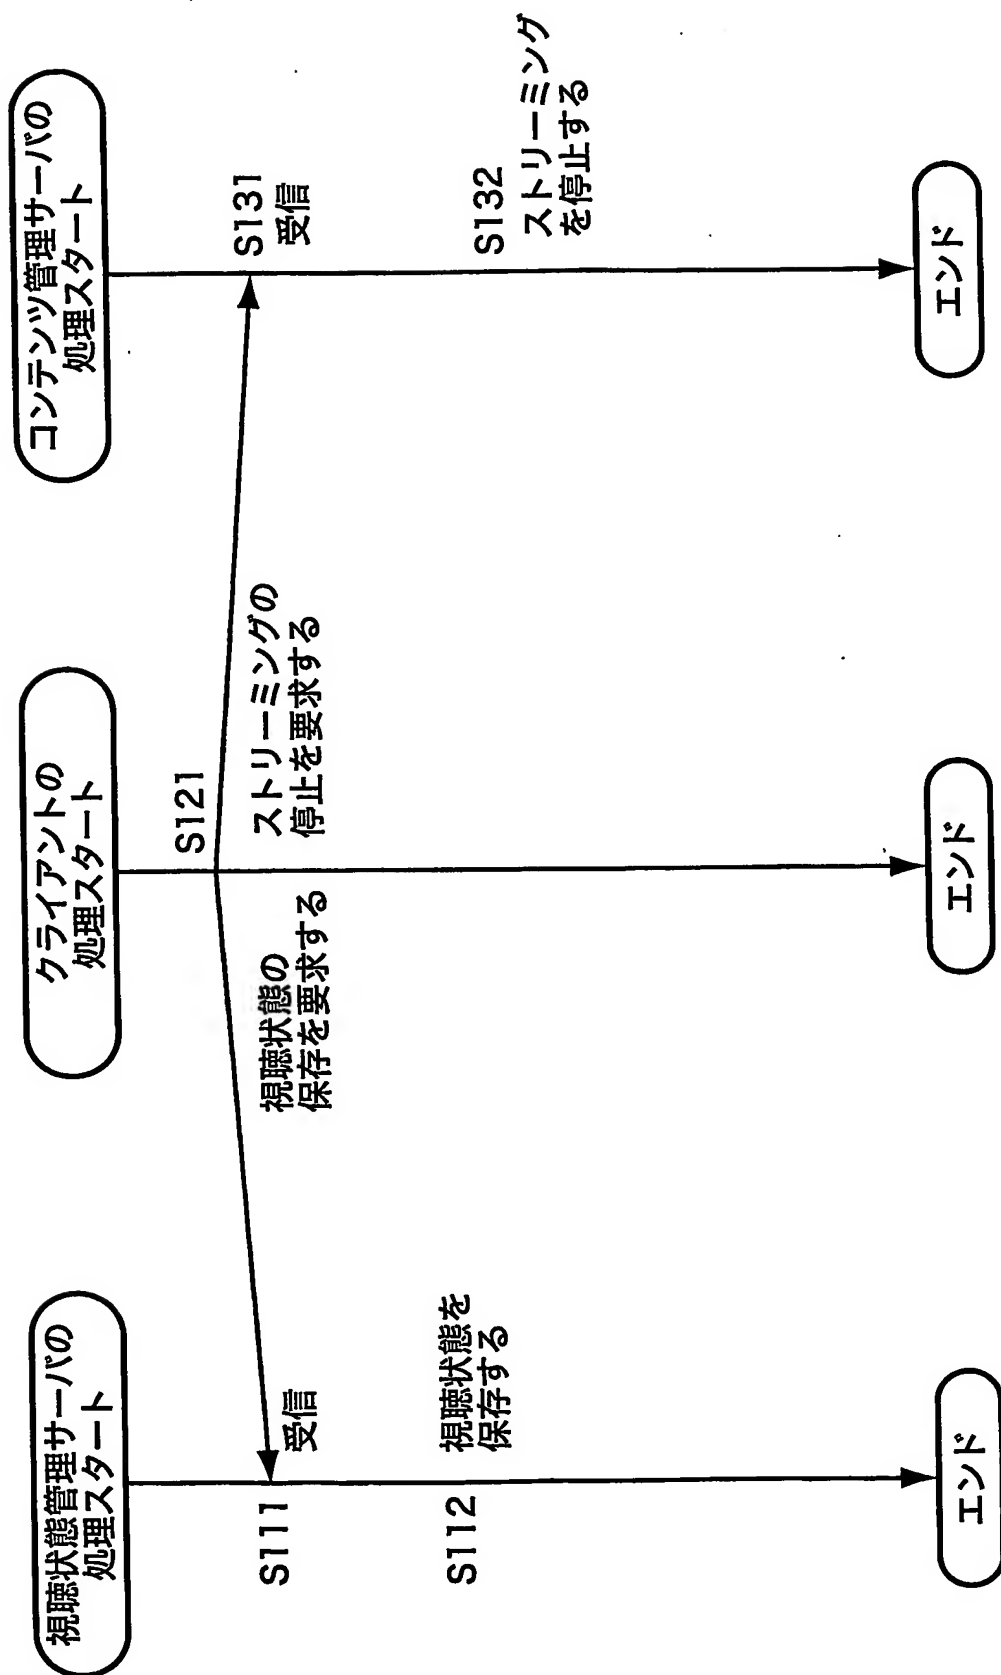 視聴状態管理サーバの
処理スタート
クライアントの
処理スタート
コンテンツ管理サーバの
処理スタート
S121
S111
受信
視聴状態の
保存を要求する
ストリーミングの
停止を要求する
S131
受信
S112
視聴状態を
保存する
S132
ストリーミング
を停止する
エンド
エンド
エンド